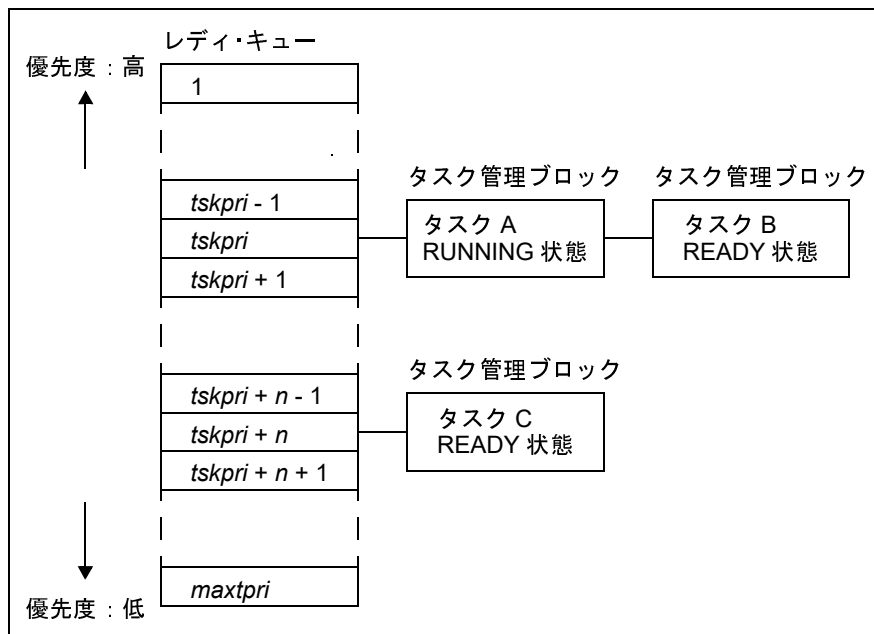 レディ・キュー
優先度：高
1
タスク管理ブロック
タスク管理ブロック
tskpri - 1
tskpri
tskpri + 1
タスク A
RUNNING 状態
タスク B
READY 状態
タスク管理ブロック
tskpri + n - 1
tskpri + n
tskpri + n + 1
タスク C
READY 状態
maxtpri
優先度：低